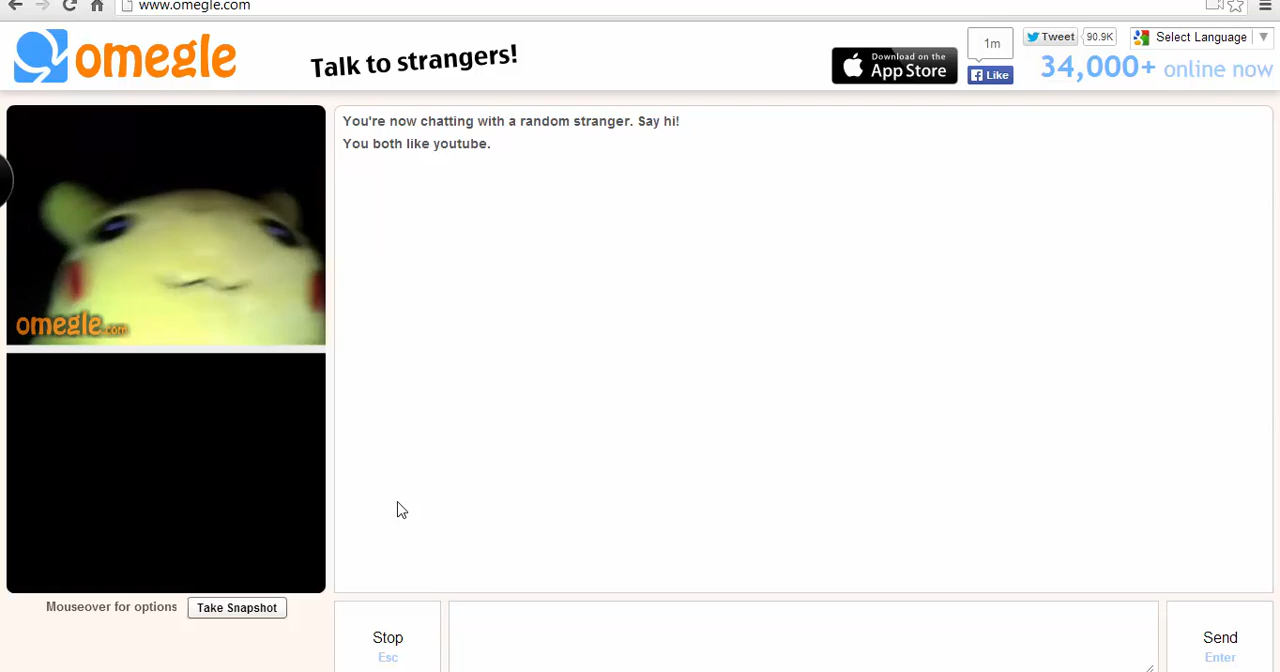 www.omegle.com
omegle
Talk to strangers!
Download on the
App Store
1m
Like
Tweet
90.9K
Select Language
34,000+ online now
You're now chatting with a random stranger. Say hi!
You both like youtube.
omegle.com
Mouseover for options
Take Snapshot
Stop
Esc
Send
Enter